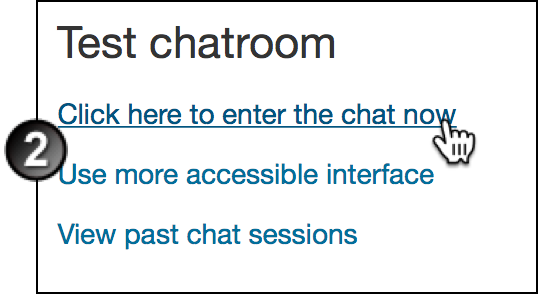 Test chatroom
Click here to enter the chat now
2
Use more accessible interface
View past chat sessions